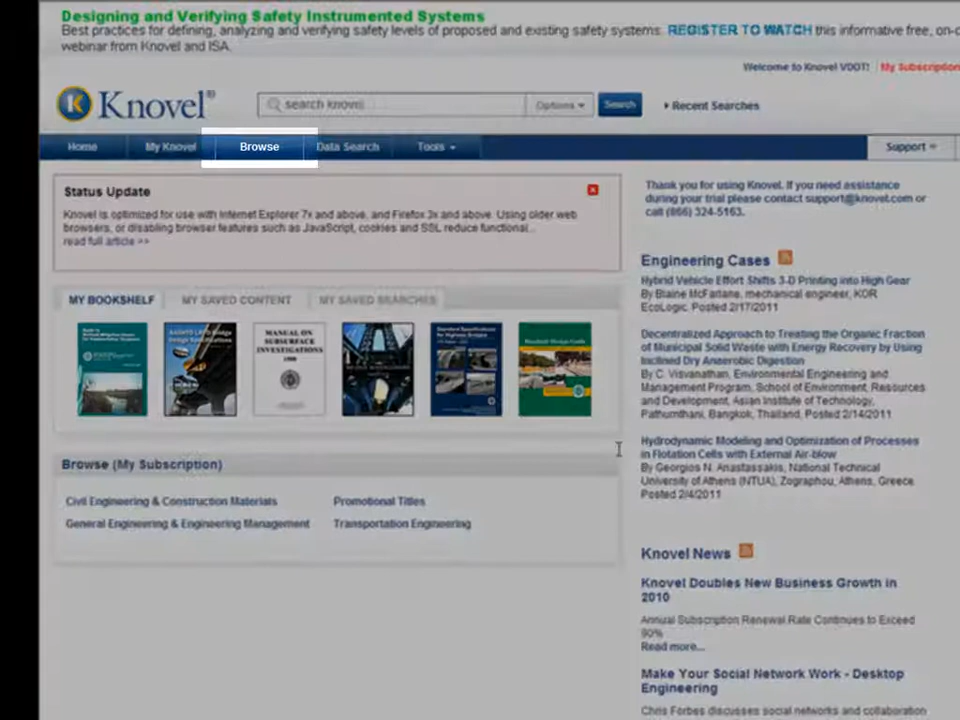 Designing and Verifying Safety Instrumented Systems
Best practices for defining, analyzing and verifying safety levels of proposed and existing safety systems. REGISTER TO WATCH this informative free, on-
webinar from Knovel and ISA.
Welcome to Knovel VDOT! | My Subscription
K Knovel® search knovel Options Search Recent Searches
Home My Knovel Browse Data Search Tools Support
Status Update
Knovel is optimized for use with Internet Explorer 7x and above, and Firefox 3x and above. Using older web
browsers, or disabling browser features such as JavaScript, cookies and SSL reduce functional...
read full article >>
Thank you for using Knovel. If you need assistance
during your trial please contact support@knovel.com or
call (866) 324-5163.
MY BOOKSHELF MY SAVED CONTENT MY SAVED SEARCHES
MANUAL ON
SUBSURFACE
INVESTIGATIONS
1988
Browse (My Subscription)
Civil Engineering & Construction Materials Promotional Titles
General Engineering & Engineering Management Transportation Engineering
Engineering Cases
Hybrid Vehicle Effort Shifts 3-D Printing into High Gear
By Blaine McFarlane, mechanical engineer, KOR
EcoLogic. Posted 2/17/2011
Decentralized Approach to Treating the Organic Fraction
of Municipal Solid Waste with Energy Recovery by Using
Inclined Dry Anaerobic Digestion
By C. Visvanathan, Environmental Engineering and
Management Program, School of Environment, Resources
and Development, Asian Institute of Technology,
Pathumthani, Bangkok, Thailand, Posted 2/14/2011
Hydrodynamic Modeling and Optimization of Processes
in Flotation Cells with External Air-blow
By Georgios N. Anastassakis, National Technical
University of Athens (NTUA), Zographou, Athens, Greece
Posted 2/4/2011
Knovel News
Knovel Doubles New Business Growth in
2010
Annual Subscription Renewal Rate Continues to Exceed
90%
Read more...
Make Your Social Network Work - Desktop
Engineering
Chris Forbes discusses social networks and collaboration